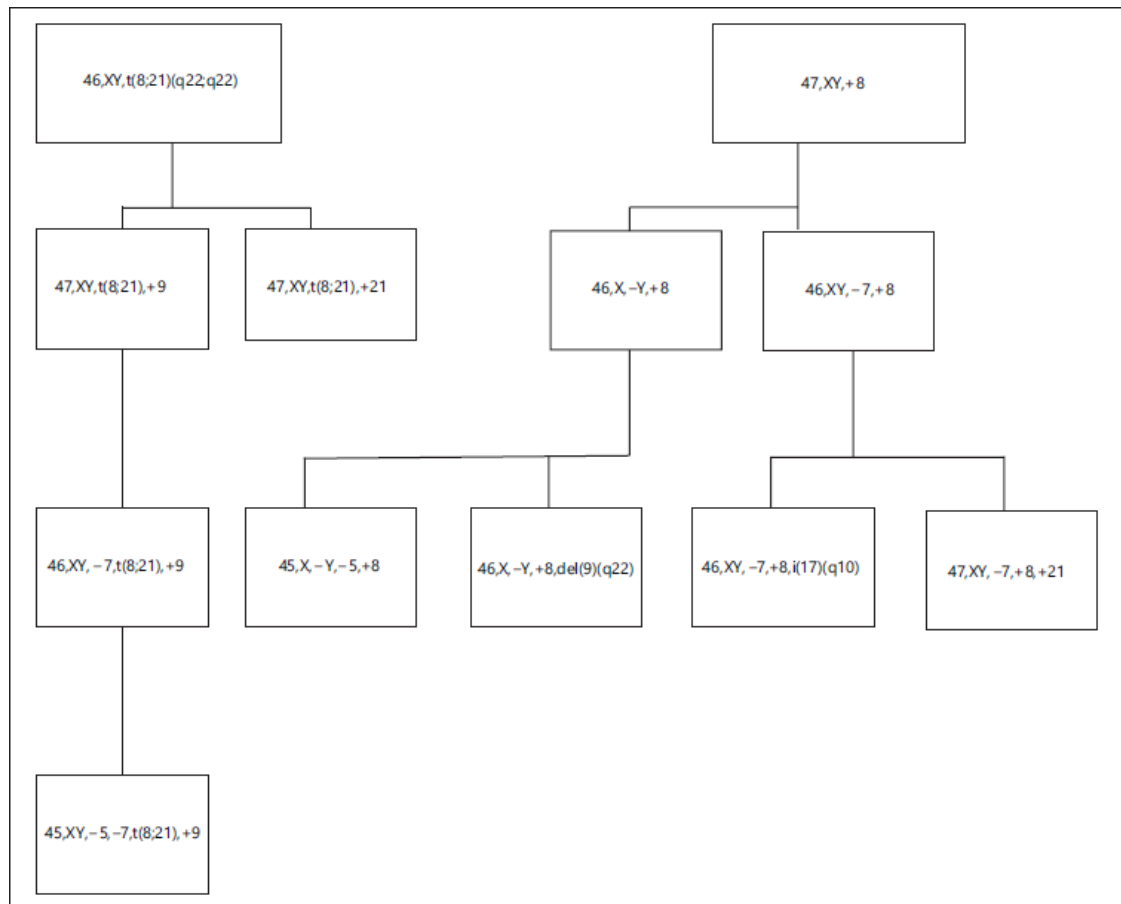 46,XY,t(8;21)(q22;q22)
47,XY,+8
47,XY,t(8;21),+9
47,XY,t(8;21),+21
46,X,−Y,+8
46,XY,−7,+8
46,XY,−7,t(8;21),+9
45,X,−Y,−5,+8
46,X,−Y,+8,del(9)(q22)
46,XY,−7,+8,i(17)(q10)
47,XY,−7,+8,+21
45,XY,−5,−7,t(8;21),+9